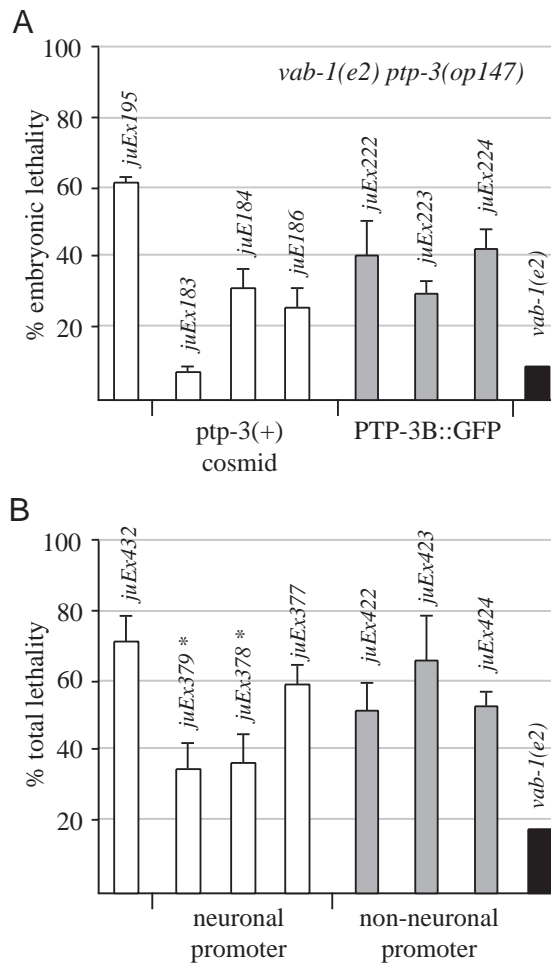 A
100
vab-1(e2) ptp-3(op147)
80
60
40
20
% embryonic lethality
juEx195
juEx183
juE184
juE186
juEx222
juEx223
juEx224
vab-1(e2)
ptp-3(+)
cosmid
PTP-3B::GFP
B
100
80
60
40
20
% total lethality
juEx432
juEx379 *
juEx378 *
juEx377
juEx422
juEx423
juEx424
vab-1(e2)
neuronal
promoter
non-neuronal
promoter